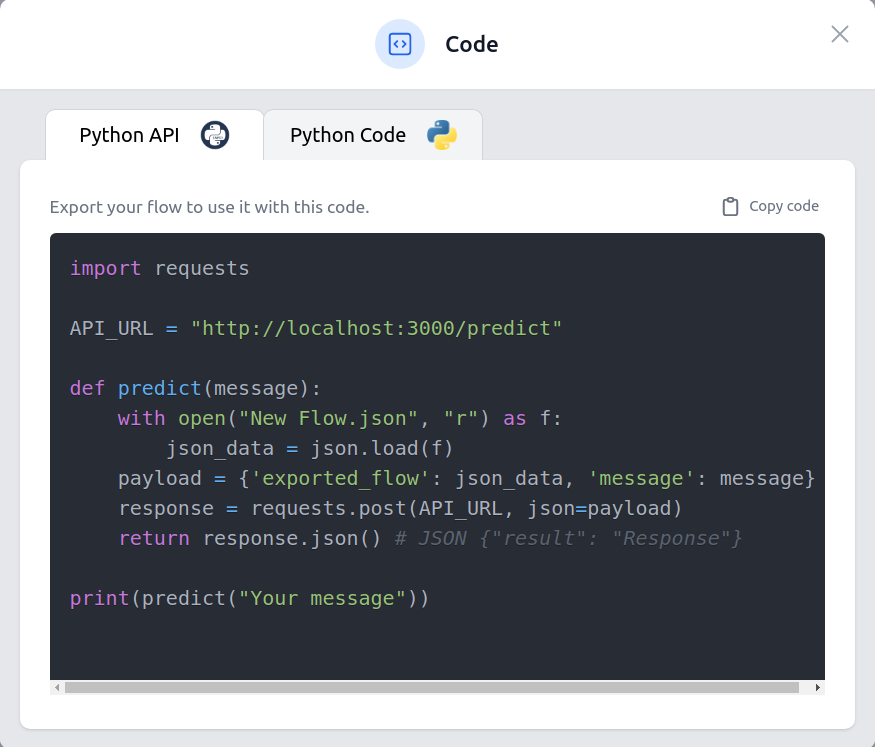 Code
Python API
Python Code
Export your flow to use it with this code.
Copy code
import requests
API_URL = "http://localhost:3000/predict"
def predict(message):
    with open("New Flow.json", "r") as f:
        json_data = json.load(f)
    payload = {'exported_flow': json_data, 'message': message}
    response = requests.post(API_URL, json=payload)
    return response.json() # JSON {"result": "Response"}
print(predict("Your message"))